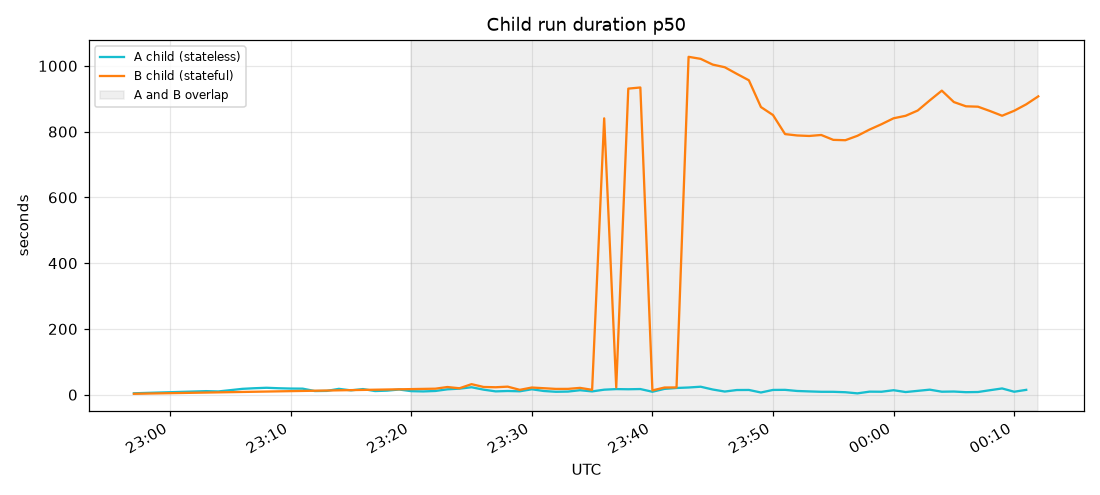 Child run duration p50
A child (stateless)
B child (stateful)
A and B overlap
seconds
1000
800
600
400
200
0
23:00
23:10
23:20
23:30
23:40
23:50
00:00
00:10
UTC